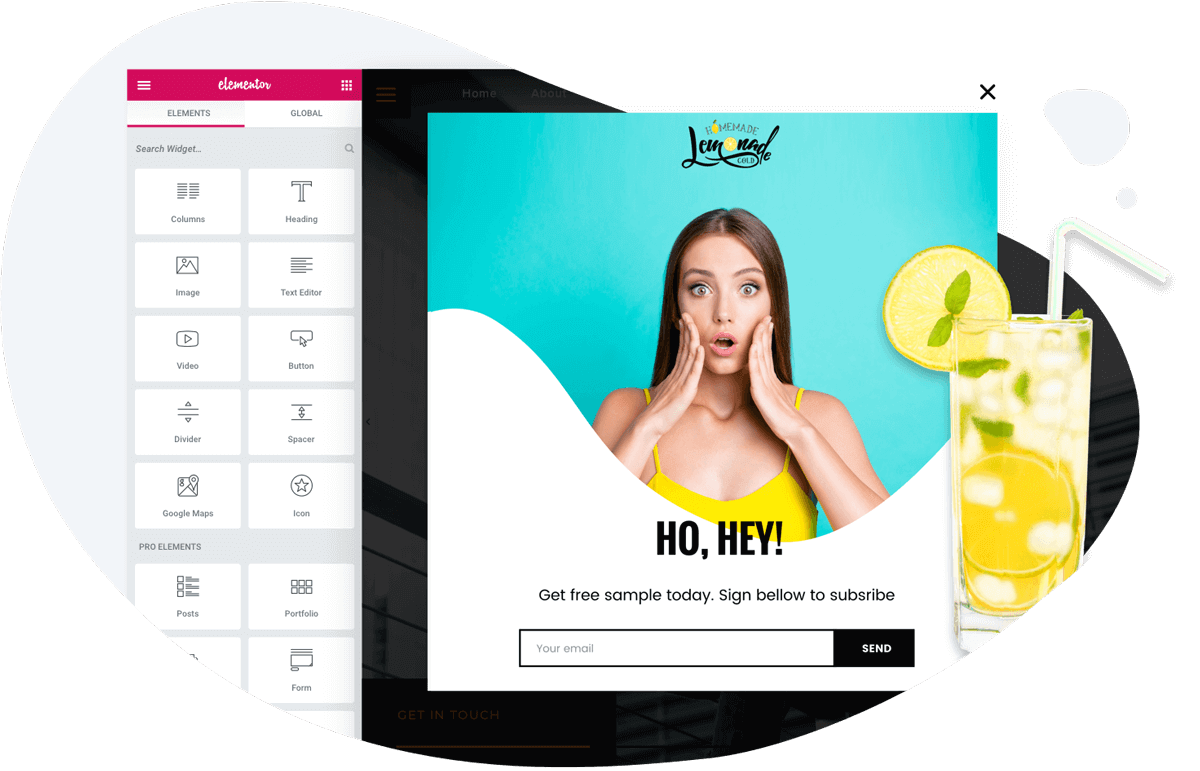 elementor
ELEMENTS GLOBAL
Search Widget...
Columns Heading
Image Text Editor
Video Button
Divider Spacer
Google Maps Icon
PRO ELEMENTS
Posts Portfolio
Form
Home About
HOMEMADE
Lemonade
GOLD
HO, HEY!
Get free sample today. Sign bellow to subsribe
Your email SEND
GET IN TOUCH